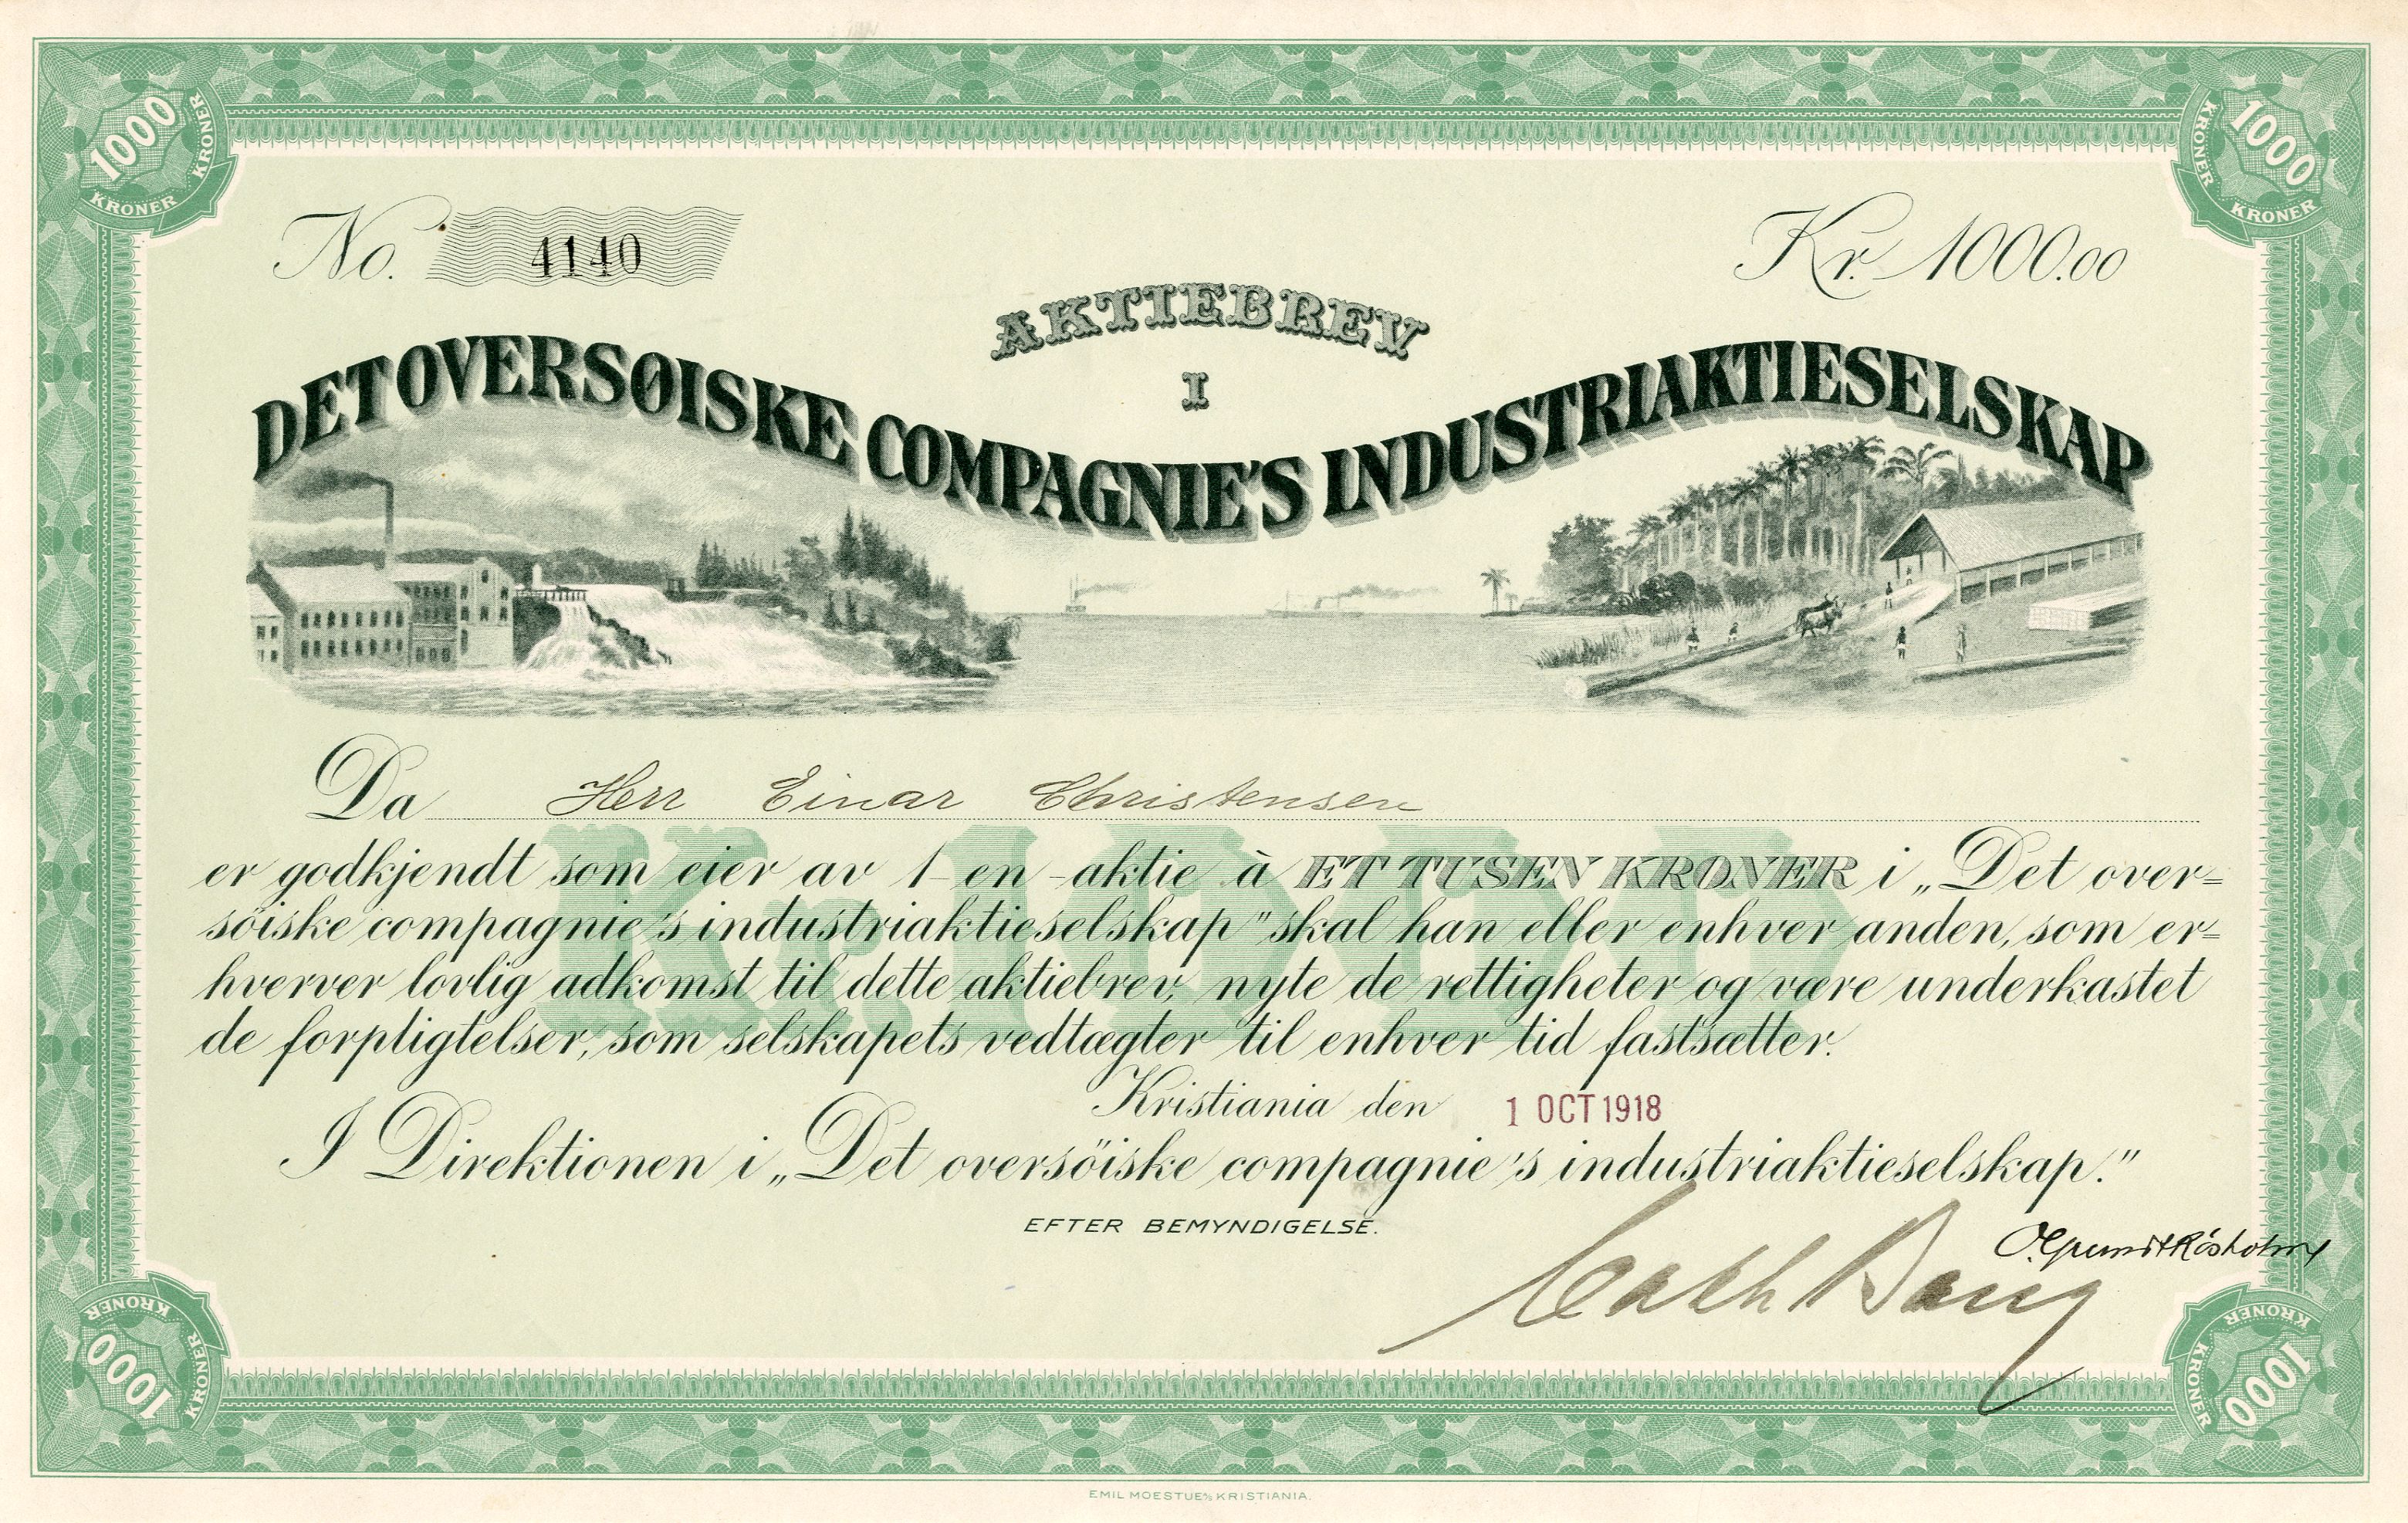 1000 KRONER KRONER
1000 KRONER KRONER
No. 4140
Kr. 1000.00
AKTIEBREV
I
DET OVERSØISKE COMPAGNIE'S INDUSTRIAKTIESELSKAP
Da Herr Einar Christensen
er godkjendt som eier av 1 - en - aktie à ET TUSEN KRONER i „Det over=
söiske compagnie's industriaktieselskap" skal han eller enhver anden, som er=
hverver lovlig adkomst til dette aktiebrev, nyte de rettigheter og være underkastet
de forpligtelser, som selskapets vedtægter til enhver tid fastsætter.
Kr. 1000
Kristiania den 1 OCT 1918
I Direktionen i „Det oversöiske compagnie's industriaktieselskap."
EFTER BEMYNDIGELSE.
1000 KRONER KRONER
1000 KRONER KRONER
EMIL MOESTUE A/S KRISTIANIA.